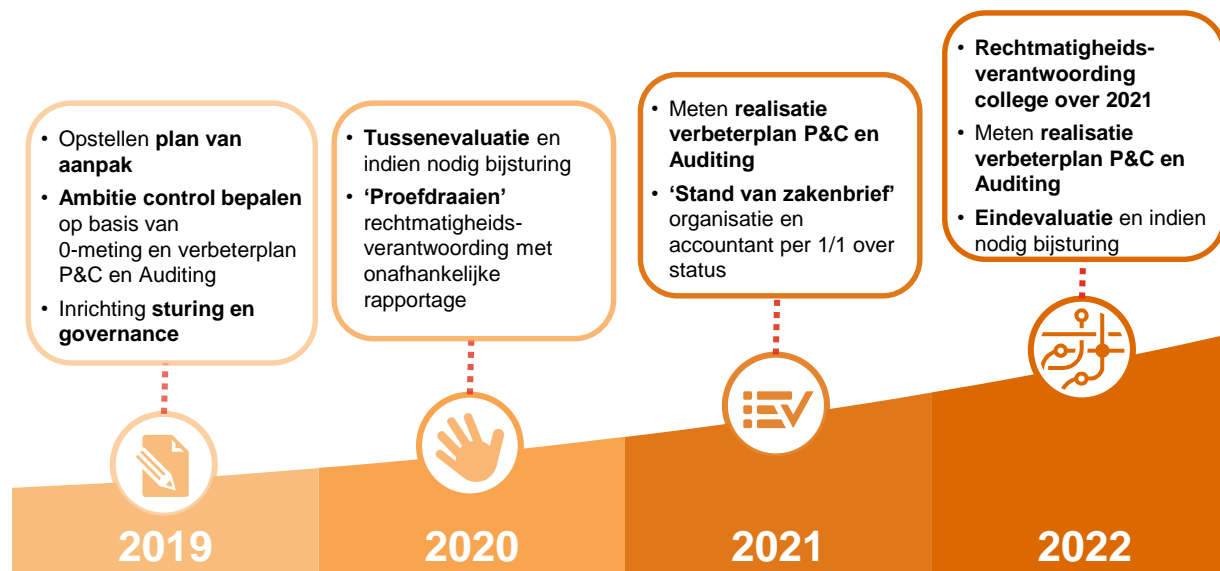 • Opstellen plan van
aanpak
• Ambitie control bepalen
op basis van
0-meting en verbeterplan
P&C en Auditing
• Inrichting sturing en
governance
• Tussenevaluatie en
indien nodig bijsturing
• ‘Proefdraaien’
rechtmatigheids-
verantwoording met
onafhankelijke
rapportage
• Meten realisatie
verbeterplan P&C en
Auditing
• ‘Stand van zakenbrief’
organisatie en
accountant per 1/1 over
status
• Rechtmatigheids-
verantwoording
college over 2021
• Meten realisatie
verbeterplan P&C en
Auditing
• Eindevaluatie en indien
nodig bijsturing
2019
2020
2021
2022